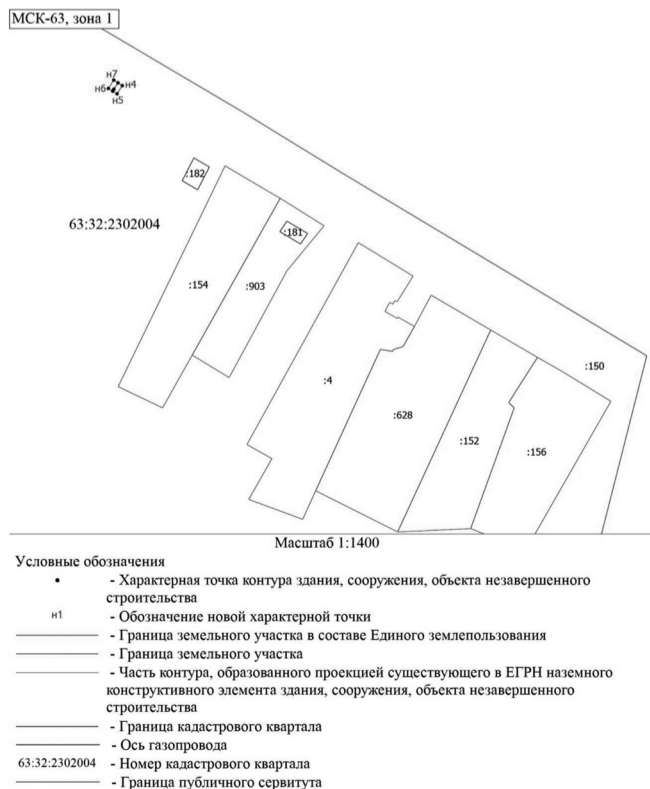 МСК-63, зона 1
н7
н6 н4
н5
:182
63:32:2302004
:181
:154
:903
:150
:4
:628
:152
:156
Масштаб 1:1400
Условные обозначения
- Характерная точка контура здания, сооружения, объекта незавершенного
строительства
н1 - Обозначение новой характерной точки
- Граница земельного участка в составе Единого землепользования
- Граница земельного участка
- Часть контура, образованного проекцией существующего в ЕГРН наземного
конструктивного элемента здания, сооружения, объекта незавершенного
строительства
- Граница кадастрового квартала
- Ось газопровода
63:32:2302004 - Номер кадастрового квартала
- Граница публичного сервитута